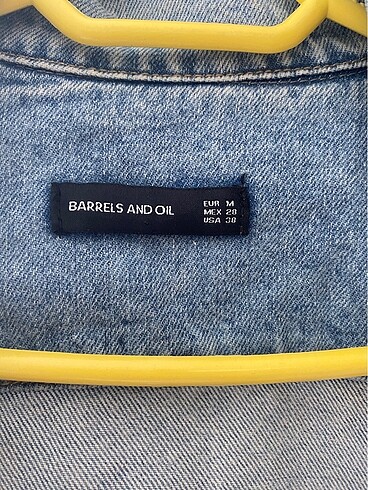 BARRELS AND OIL
EUR M
MEX 28
USA 38